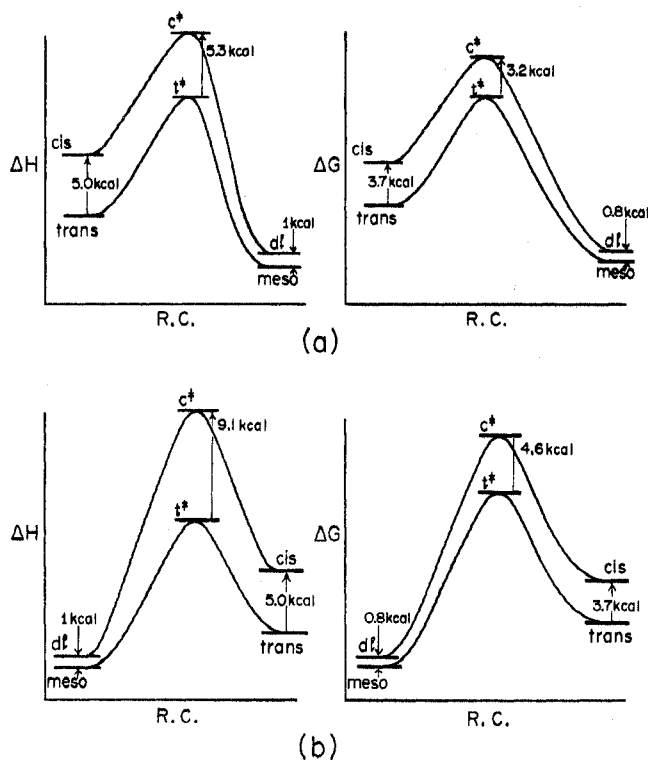 c*
5.3 kcal
t*
cis
ΔH
5.0 kcal
trans
1 kcal
dl
meso
R. C.
c*
3.2 kcal
t*
cis
ΔG
3.7 kcal
trans
0.8 kcal
dl
meso
R. C.
(a)
c*
9.1 kcal
t*
ΔH
cis
5.0 kcal
trans
1 kcal
dl
meso
R. C.
c*
4.6 kcal
t*
ΔG
cis
3.7 kcal
trans
0.8 kcal
dl
meso
R. C.
(b)